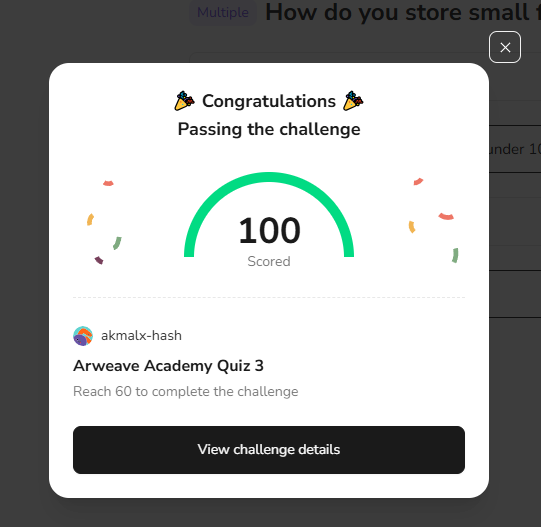 Multiple How do you store small f
under 10
Congratulations
Passing the challenge
100
Scored
akmalx-hash
Arweave Academy Quiz 3
Reach 60 to complete the challenge
View challenge details